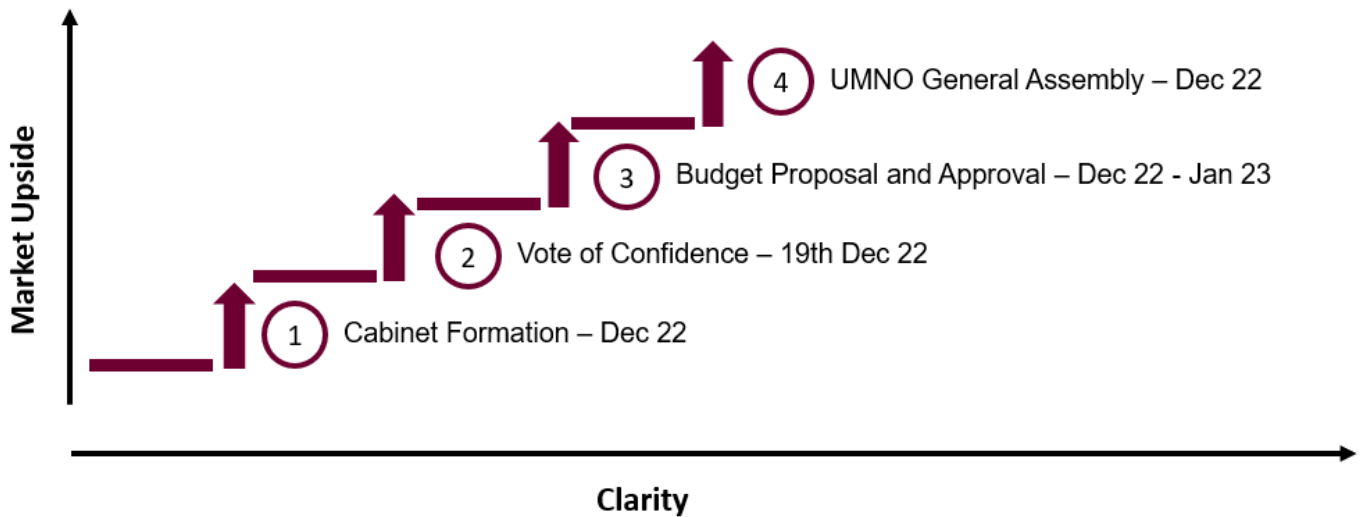 Market Upside
4
UMNO General Assembly – Dec 22
3
Budget Proposal and Approval – Dec 22 - Jan 23
2
Vote of Confidence – 19th Dec 22
1
Cabinet Formation – Dec 22
Clarity